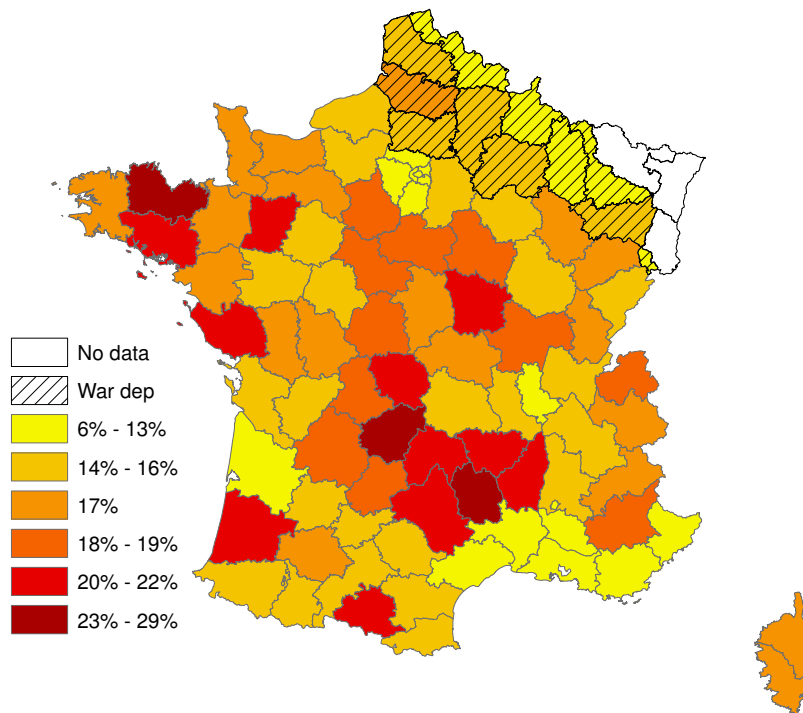 No data
War dep
6% - 13%
14% - 16%
17%
18% - 19%
20% - 22%
23% - 29%